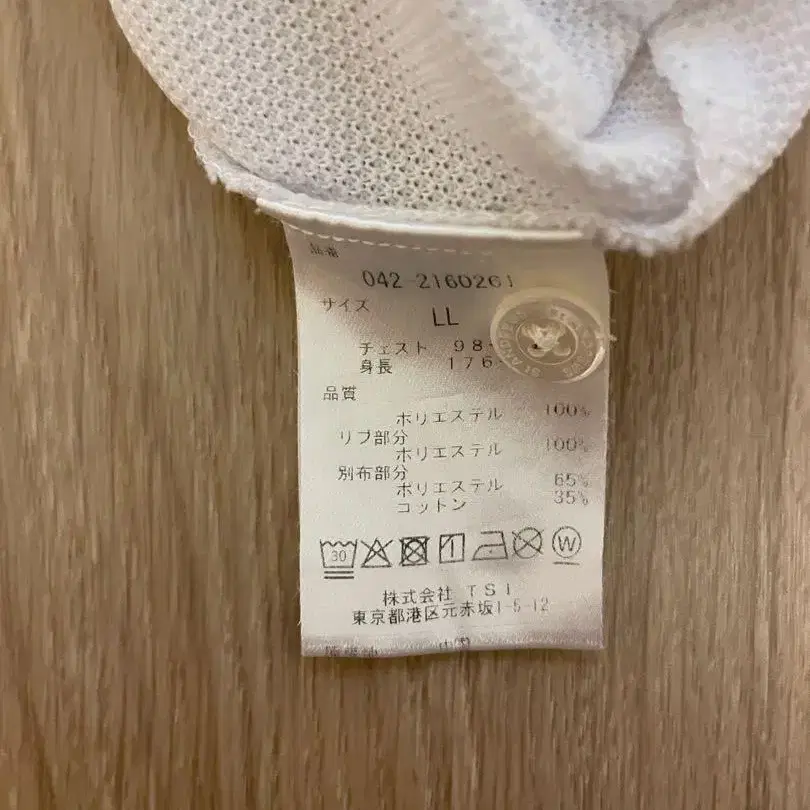 品番
042-2160261
サイズ
LL
チェスト 98-
身長 176-
品質
ポリエステル 100%
リブ部分
ポリエステル 100%
別布部分
ポリエステル 65%
コットン 35%
30
W
株式会社 TSI
東京都港区元赤坂1-5-12
ST ANDREWS